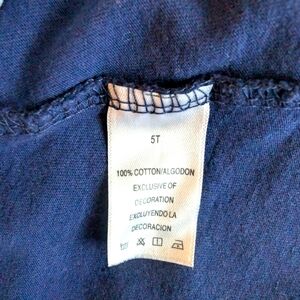 5T
100% COTTON/ALGODON
EXCLUSIVE OF
DECORATION
EXCLUYENDO LA
DECORACION